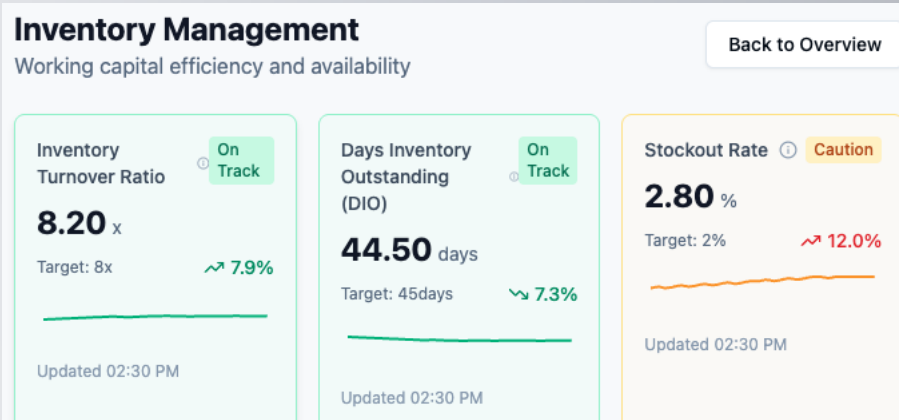 Inventory Management
Working capital efficiency and availability
Back to Overview
Inventory
Turnover Ratio
On
Track
8.20 x
Target: 8x
7.9%
Updated 02:30 PM
Days Inventory
Outstanding
(DIO)
On
Track
44.50 days
Target: 45days
7.3%
Updated 02:30 PM
Stockout Rate
Caution
2.80 %
Target: 2%
12.0%
Updated 02:30 PM